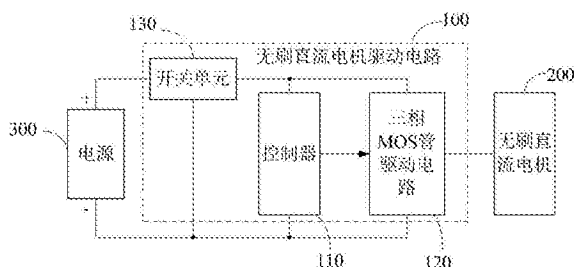 100
130
无刷直流电机驱动电路
200
开关单元
300
+
电源
控制器
三相
MOS管
驱动电
路
无刷直
流电机
-
110
120